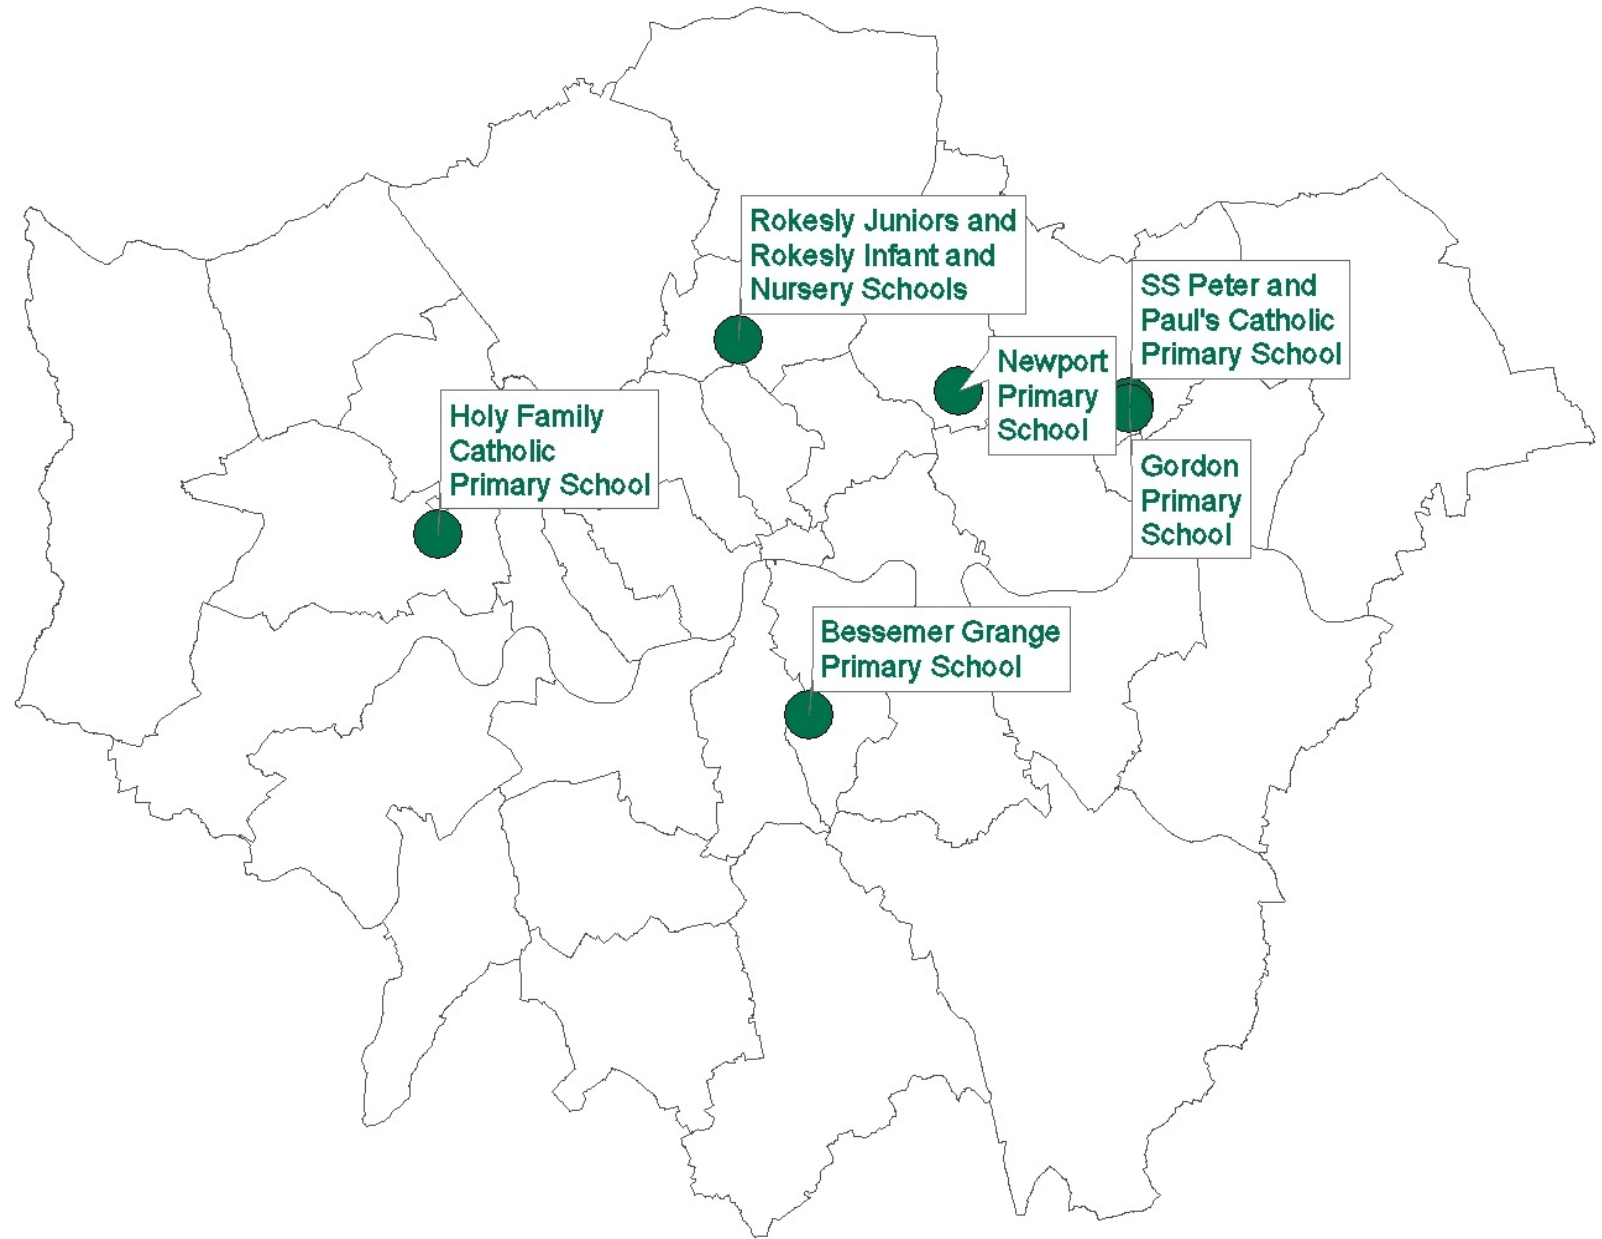 Rokesly Juniors and
Rokesly Infant and
Nursery Schools
SS Peter and
Paul's Catholic
Primary School
Newport
Primary
School
Holy Family
Catholic
Primary School
Gordon
Primary
School
Bessemer Grange
Primary School